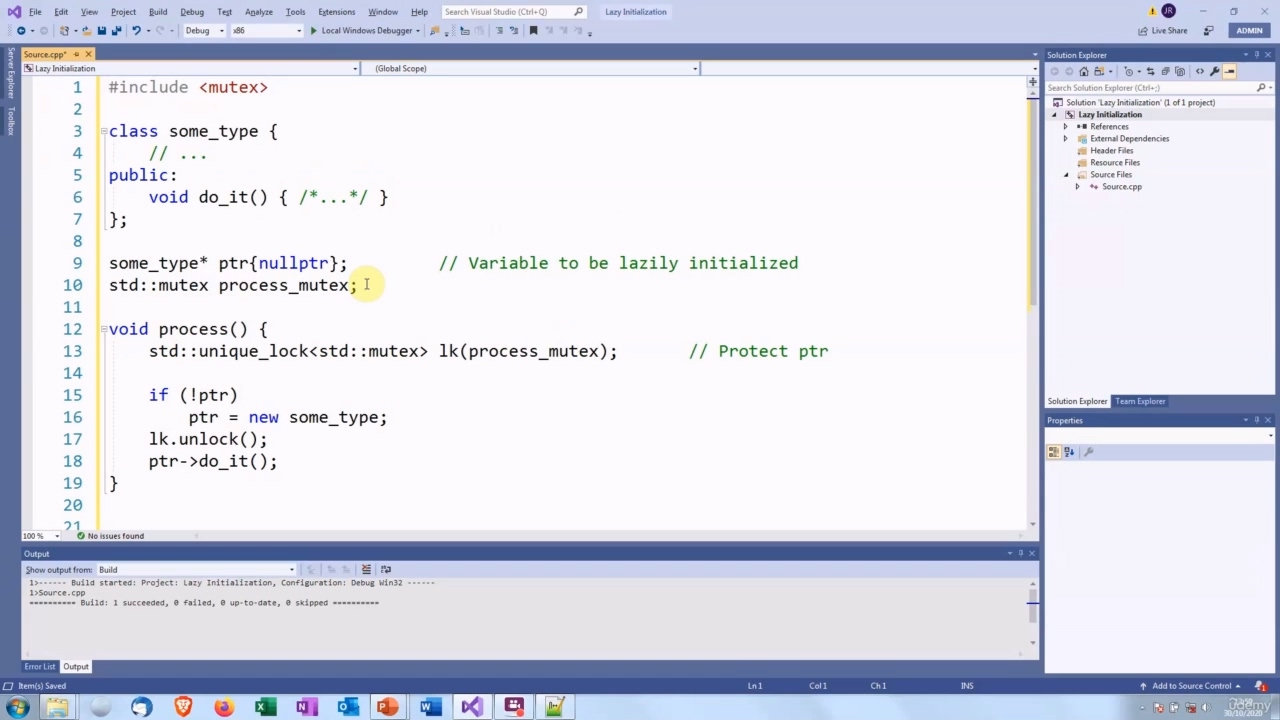 File Edit View Project Build Debug Test Analyze Tools Extensions Window Help Search Visual Studio (Ctrl+Q) Lazy Initialization JR
Debug x86 Local Windows Debugger Live Share ADMIN
Server Explorer
Toolbox
Source.cpp*
Lazy Initialization (Global Scope)
1 #include <mutex>
2
3 class some_type {
4 // ...
5 public:
6 void do_it() { /*...*/ }
7 };
8
9 some_type* ptr{nullptr}; // Variable to be lazily initialized
10 std::mutex process_mutex;
11
12 void process() {
13 std::unique_lock<std::mutex> lk(process_mutex); // Protect ptr
14
15 if (!ptr)
16 ptr = new some_type;
17 lk.unlock();
18 ptr->do_it();
19 }
20
21
100 % No issues found
Output
Show output from: Build
1>------ Build started: Project: Lazy Initialization, Configuration: Debug Win32 ------
1>Source.cpp
========== Build: 1 succeeded, 0 failed, 0 up-to-date, 0 skipped ==========
Error List Output
Solution Explorer
Search Solution Explorer (Ctrl+;)
Solution 'Lazy Initialization' (1 of 1 project)
Lazy Initialization
References
External Dependencies
Header Files
Resource Files
Source Files
Source.cpp
Solution Explorer Team Explorer
Properties
Item(s) Saved Ln 1 Col 1 Ch 1 INS Add to Source Control 1
udemy
30/10/2020